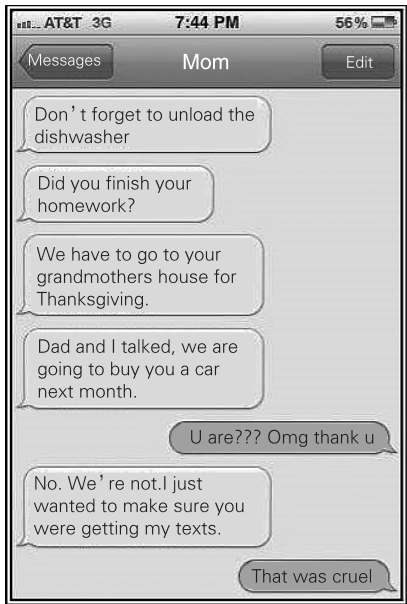 AT&T 3G 7:44 PM 56%
Messages Mom Edit
Don't forget to unload the
dishwasher
Did you finish your
homework?
We have to go to your
grandmothers house for
Thanksgiving.
Dad and I talked, we are
going to buy you a car
next month.
U are??? Omg thank u
No. We're not.I just
wanted to make sure you
were getting my texts.
That was cruel